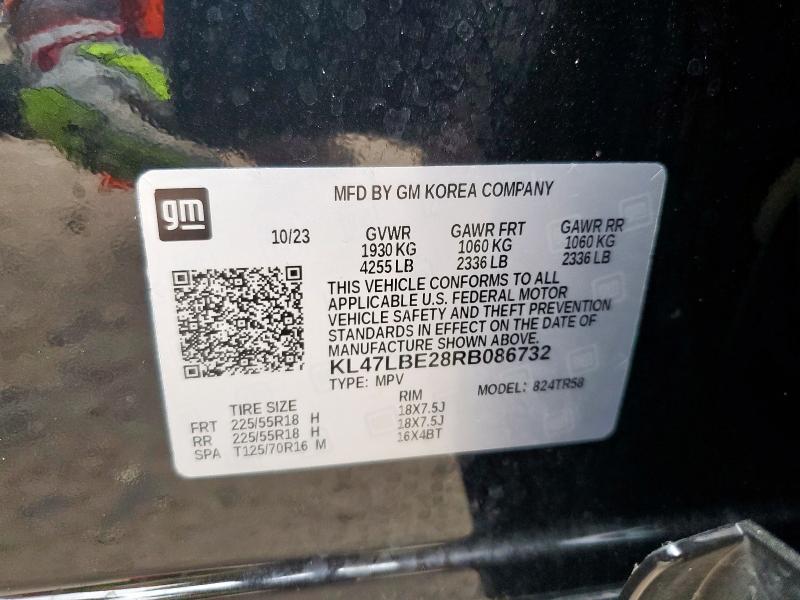 MFD BY GM KOREA COMPANY
gm
10/23
GVWR GAWR FRT GAWR RR
1930 KG 1060 KG 1060 KG
4255 LB 2336 LB 2336 LB
THIS VEHICLE CONFORMS TO ALL
APPLICABLE U.S. FEDERAL MOTOR
VEHICLE SAFETY AND THEFT PREVENTION
STANDARDS IN EFFECT ON THE DATE OF
MANUFACTURE SHOWN ABOVE.
KL47LBE28RB086732
TYPE: MPV MODEL: 824TR58
TIRE SIZE RIM
FRT 225/55R18 H 18X7.5J
RR 225/55R18 H 18X7.5J
SPA T125/70R16 M 16X4BT